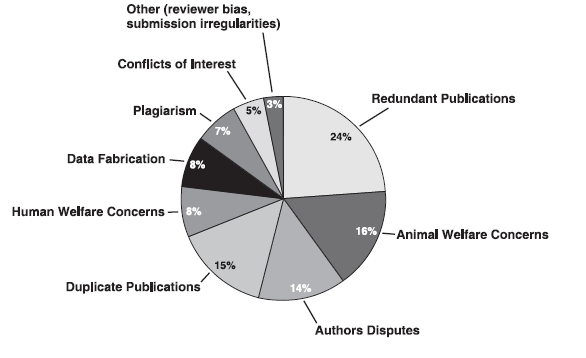 Other (reviewer bias,
submission irregularities)
Conflicts of Interest
Plagiarism
Data Fabrication
Human Welfare Concerns
Duplicate Publications
Authors Disputes
Animal Welfare Concerns
Redundant Publications
3%
5%
7%
8%
8%
15%
14%
16%
24%